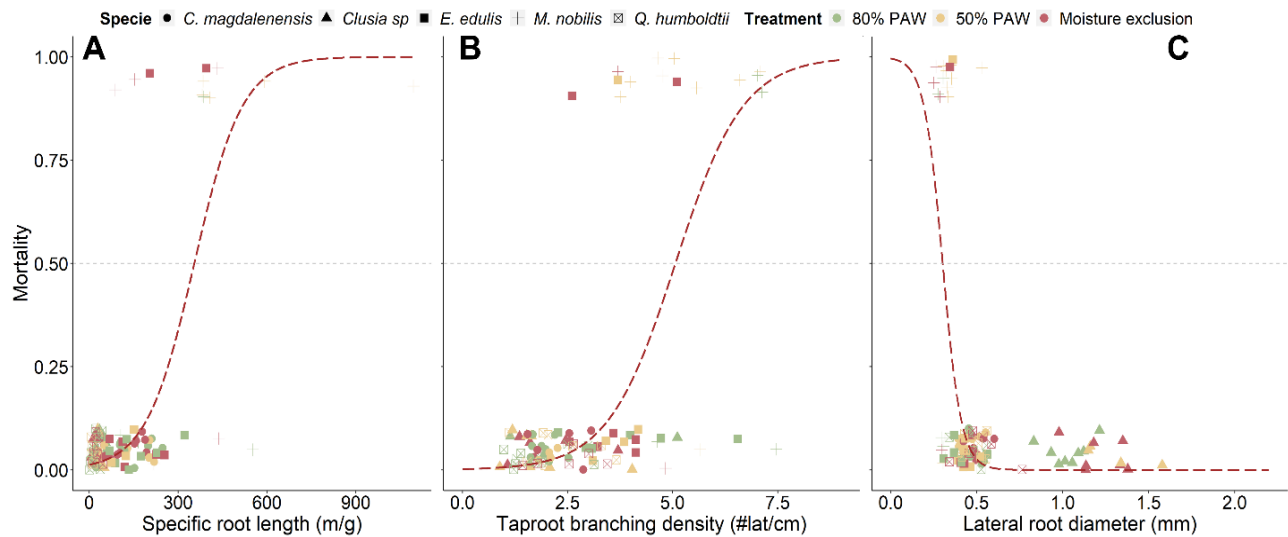 Specie C. magdalenensis Clusia sp E. edulis M. nobilis Q. humboldtii Treatment 80% PAW 50% PAW Moisture exclusion
A B C
Mortality
1.00
0.75
0.50
0.25
0.00
0 300 600 900 0.0 2.5 5.0 7.5 0.0 0.5 1.0 1.5 2.0
Specific root length (m/g) Taproot branching density (#lat/cm) Lateral root diameter (mm)